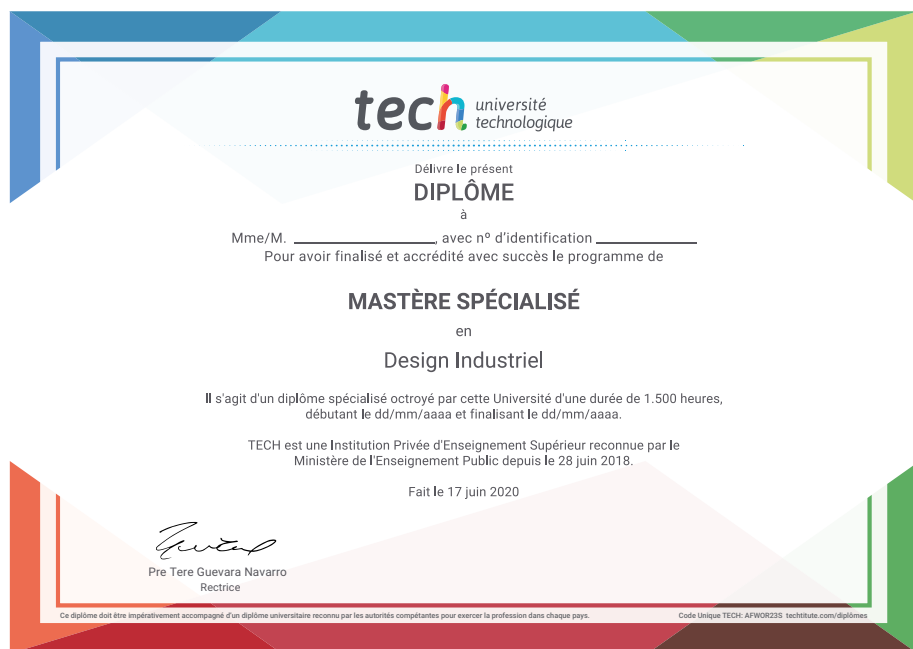 tech université
technologique
Délivre le présent
DIPLÔME
à
Mme/M. ____________________, avec nº d'identification ______________
Pour avoir finalisé et accrédité avec succès le programme de
MASTÈRE SPÉCIALISÉ
en
Design Industriel
Il s'agit d'un diplôme spécialisé octroyé par cette Université d'une durée de 1.500 heures,
débutant le dd/mm/aaaa et finalisant le dd/mm/aaaa.
TECH est une Institution Privée d'Enseignement Supérieur reconnue par le
Ministère de l'Enseignement Public depuis le 28 juin 2018.
Fait le 17 juin 2020
Pre Tere Guevara Navarro
Rectrice
Ce diplôme doit être impérativement accompagné d'un diplôme universitaire reconnu par les autorités compétentes pour exercer la profession dans chaque pays.
Code Unique TECH: AFWOR23S techtitute.com/diplômes